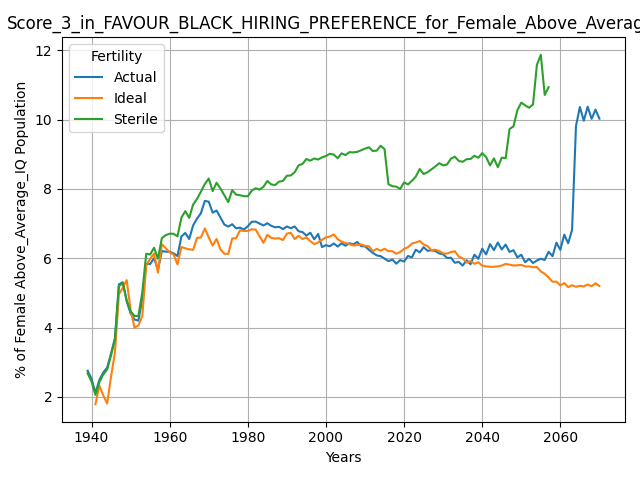 Score_3_in_FAVOUR_BLACK_HIRING_PREFERENCE_for_Female_Above_Averag
% of Female Above_Average_IQ Population
12
10
8
6
4
2
Fertility
Actual
Ideal
Sterile
1940 1960 1980 2000 2020 2040 2060
Years